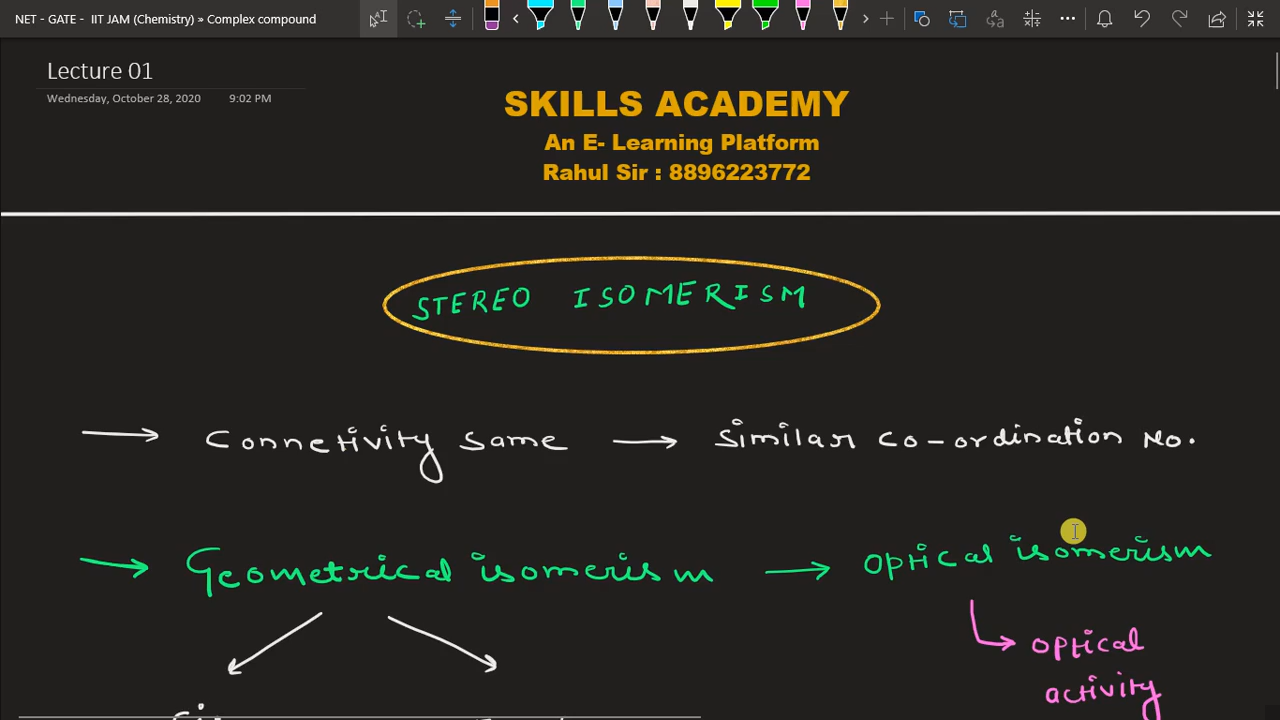 NET - GATE -  IIT JAM (Chemistry) » Complex compound
Lecture 01
Wednesday, October 28, 2020 9:02 PM
SKILLS ACADEMY
An E- Learning Platform
Rahul Sir : 8896223772
STEREO ISOMERISM
Connetivity same → Similar co-ordination No.
Geometrical isomerism → optical isomerism
optical
activity